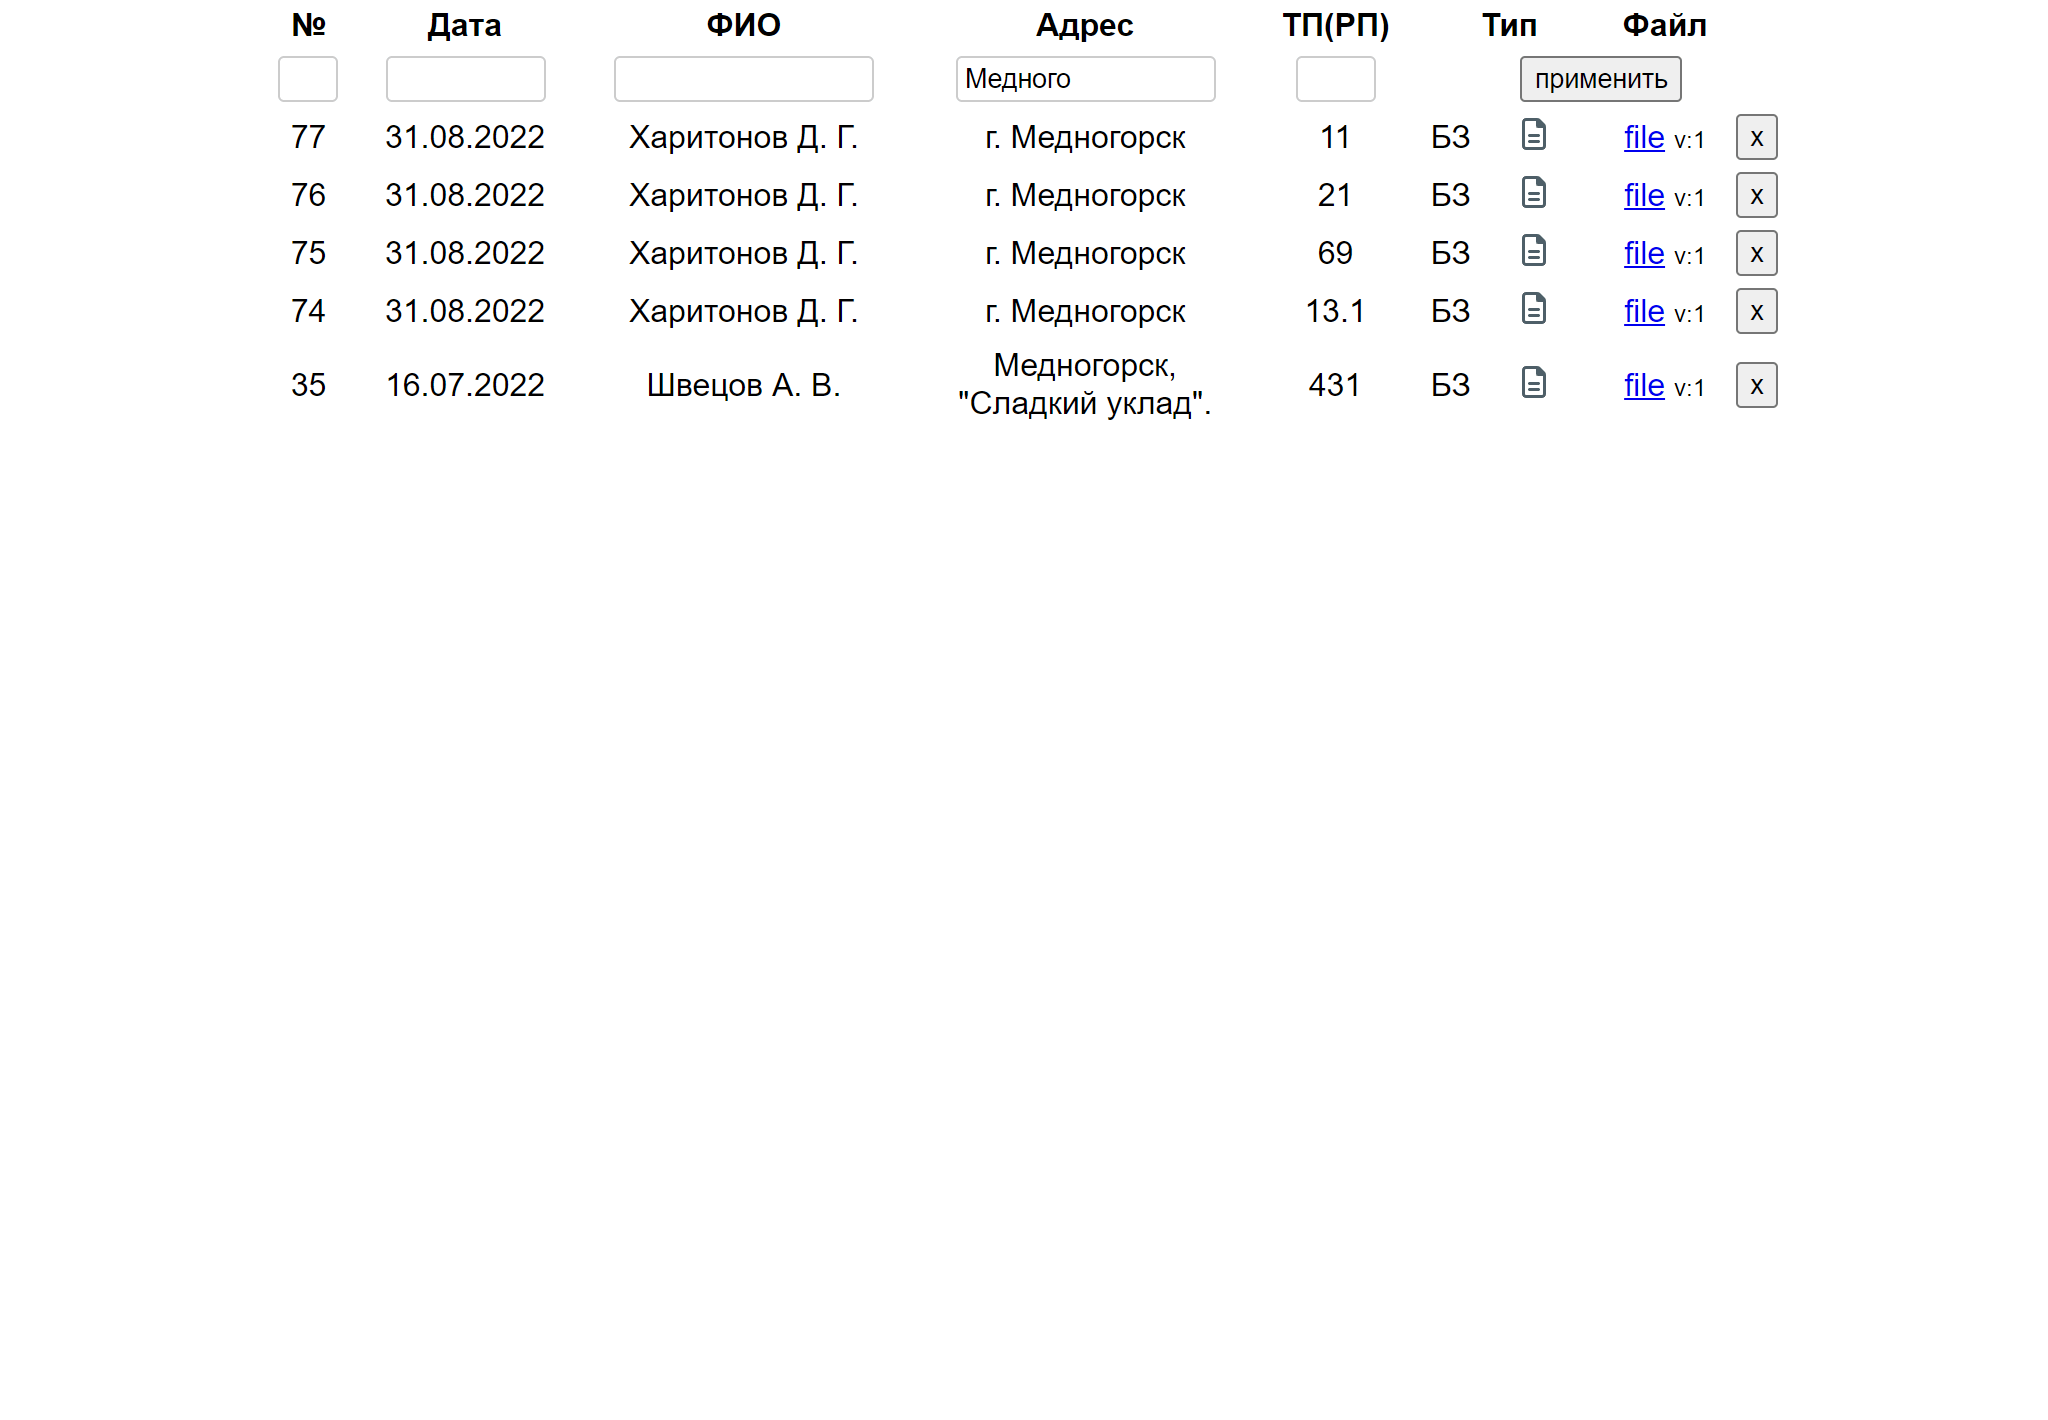 № Дата ФИО Адрес ТП(РП) Тип Файл
Медного применить
77 31.08.2022 Харитонов Д. Г. г. Медногорск 11 БЗ file v:1 x
76 31.08.2022 Харитонов Д. Г. г. Медногорск 21 БЗ file v:1 x
75 31.08.2022 Харитонов Д. Г. г. Медногорск 69 БЗ file v:1 x
74 31.08.2022 Харитонов Д. Г. г. Медногорск 13.1 БЗ file v:1 x
35 16.07.2022 Швецов А. В. Медногорск,
"Сладкий уклад". 431 БЗ file v:1 x